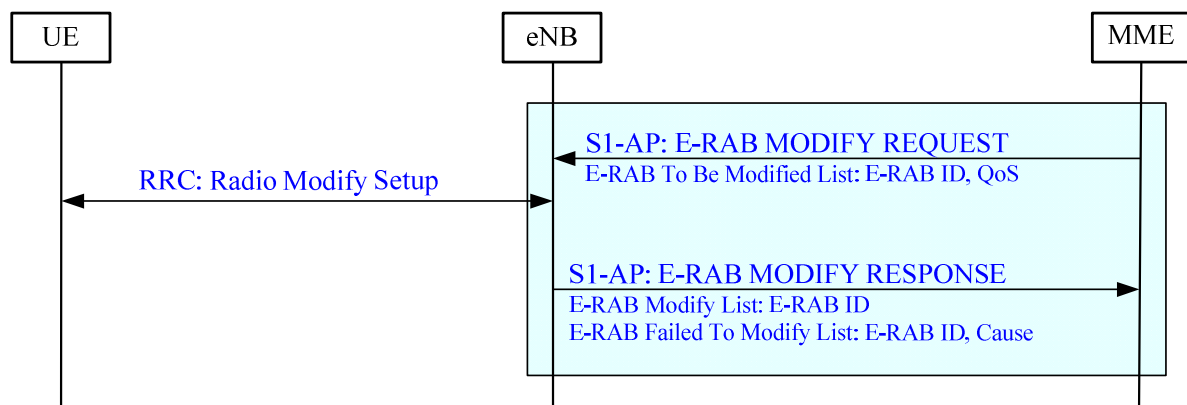 UE
eNB
MME
S1-AP: E-RAB MODIFY REQUEST
E-RAB To Be Modified List: E-RAB ID, QoS
RRC: Radio Modify Setup
S1-AP: E-RAB MODIFY RESPONSE
E-RAB Modify List: E-RAB ID
E-RAB Failed To Modify List: E-RAB ID, Cause